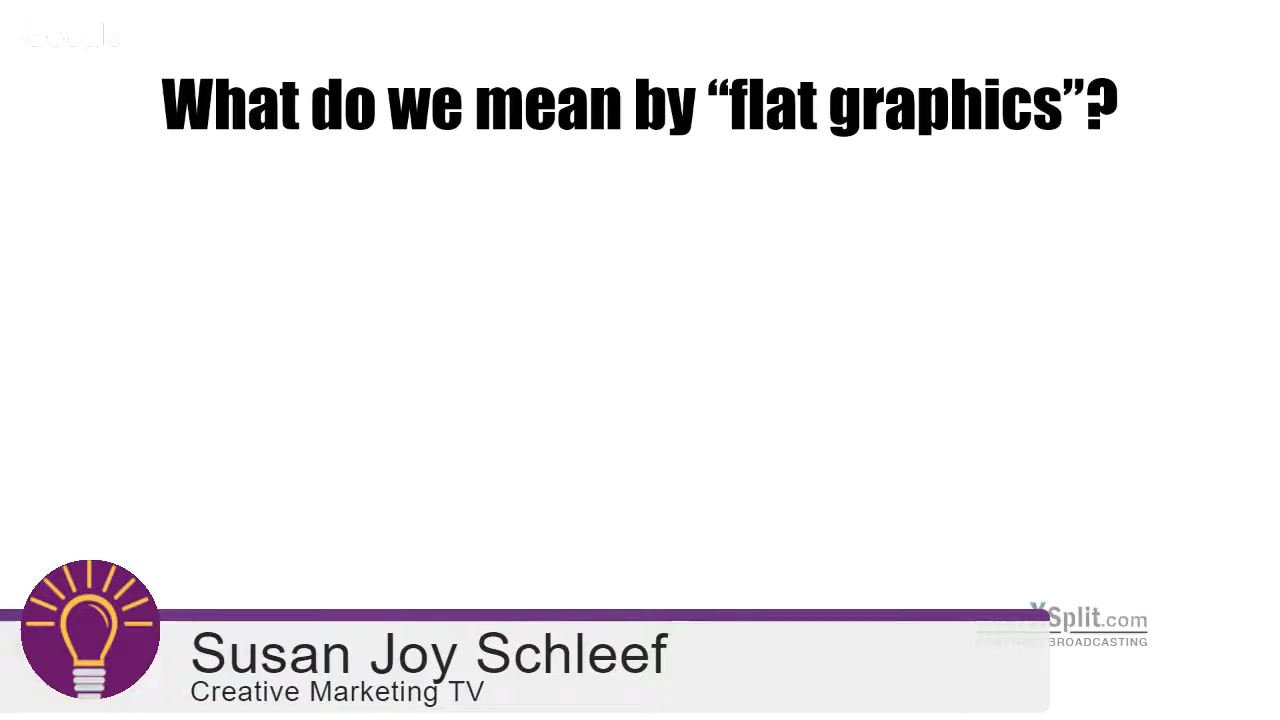 What do we mean by “flat graphics”?
XSplit.com
BROADCASTING
Susan Joy Schleef
Creative Marketing TV